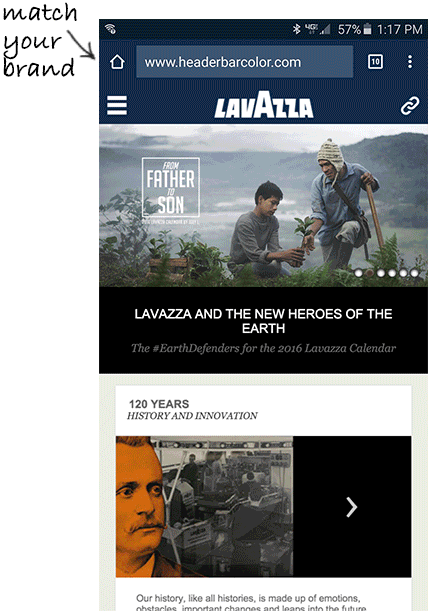 match
your
brand
4G 57% 1:17 PM
www.headerbarcolor.com
10
LAVAZZA
FROM
FATHER
TO
SON
LAVAZZA AND THE NEW HEROES OF THE
EARTH
The #EarthDefenders for the 2016 Lavazza Calendar
120 YEARS
HISTORY AND INNOVATION
Our history, like all histories, is made up of emotions,
obstacles, important changes and leaps into the future